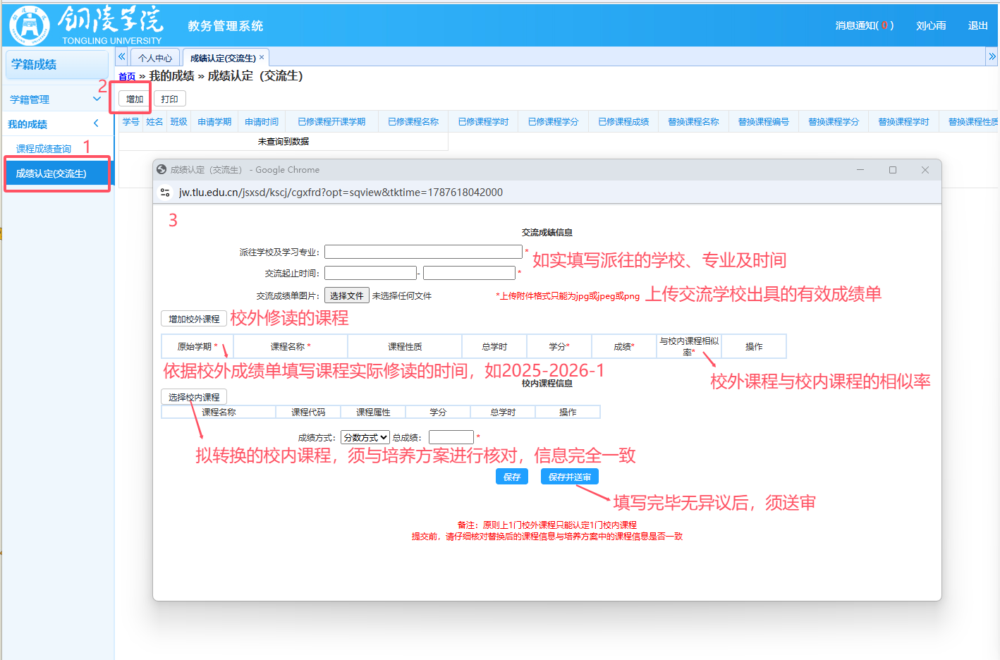 铜陵学院
TONGLING UNIVERSITY
教务管理系统
消息通知( 0 )
刘心雨
退出
学籍成绩
个人中心
成绩认定(交流生) ×
首页 » 我的成绩 » 成绩认定（交流生）
学籍管理
2
增加
打印
我的成绩
学号 姓名 班级 申请学期 申请时间 已修课程开课学期 已修课程名称 已修课程学时 已修课程学分 已修课程成绩 替换课程名称 替换课程编号 替换课程学分 替换课程学时 替换课程性质
未查询到数据
课程成绩查询 1
成绩认定(交流生)
成绩认定（交流生） - Google Chrome
jw.tlu.edu.cn/jsxsd/kscj/cgxfrd?opt=sqview&tktime=1787618042000
3
交流成绩信息
派往学校及学习专业： *
如实填写派往的学校、专业及时间
交流起止时间： - *
交流成绩单图片： 选择文件 未选择任何文件 *上传附件格式只能为jpg或jpeg或png
上传交流学校出具的有效成绩单
增加校外课程 校外修读的课程
原始学期 * 课程名称 * 课程性质 总学时 学分* 成绩* 与校内课程相似率* 操作
依据校外成绩单填写课程实际修读的时间，如2025-2026-1
校外课程与校内课程的相似率
校内课程信息
选择校内课程
课程名称 课程代码 课程属性 学分 总学时 操作
成绩方式： 分数方式 总成绩： *
拟转换的校内课程，须与培养方案进行核对，信息完全一致
保存 保存并送审
填写完毕无异议后，须送审
备注：原则上1门校外课程只能认定1门校内课程
提交前，请仔细核对替换后的课程信息与培养方案中的课程信息是否一致